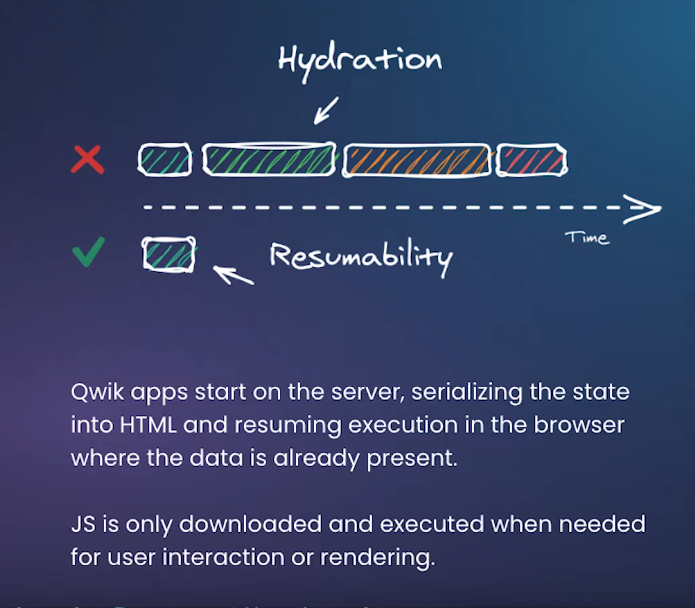 Hydration
Time
Resumability
Qwik apps start on the server, serializing the state
into HTML and resuming execution in the browser
where the data is already present.
JS is only downloaded and executed when needed
for user interaction or rendering.